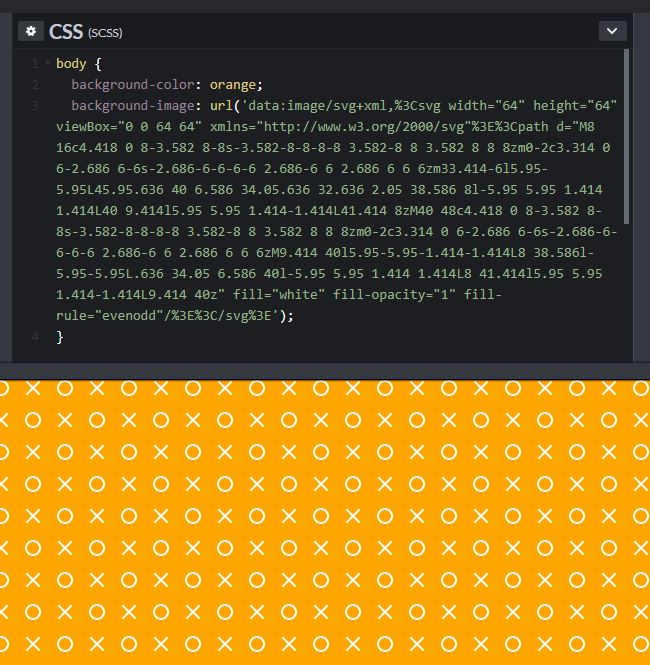 CSS (SCSS)
1 body {
2 background-color: orange;
3 background-image: url('data:image/svg+xml,%3Csvg width="64" height="64"
viewBox="0 0 64 64" xmlns="http://www.w3.org/2000/svg"%3E%3Cpath d="M8
16c4.418 0 8-3.582 8-8s-3.582-8-8-8-8 3.582-8 8 3.582 8 8 8zm0-2c3.314 0
6-2.686 6-6s-2.686-6-6-6-6 2.686-6 6 2.686 6 6 6zm33.414-6l5.95-
5.95L45.95.636 40 6.586 34.05.636 32.636 2.05 38.586 8l-5.95 5.95 1.414
1.414L40 9.414l5.95 5.95 1.414-1.414L41.414 8zM40 48c4.418 0 8-3.582 8-
8s-3.582-8-8-8-8 3.582-8 8 3.582 8 8 8zm0-2c3.314 0 6-2.686 6-6s-2.686-6-
6-6-6 2.686-6 6 2.686 6 6 6zM9.414 40l5.95-5.95-1.414-1.414L8 38.586l-
5.95-5.95L.636 34.05 6.586 40l-5.95 5.95 1.414 1.414L8 41.414l5.95 5.95
1.414-1.414L9.414 40z" fill="white" fill-opacity="1" fill-
rule="evenodd"/%3E%3C/svg%3E');
4 }